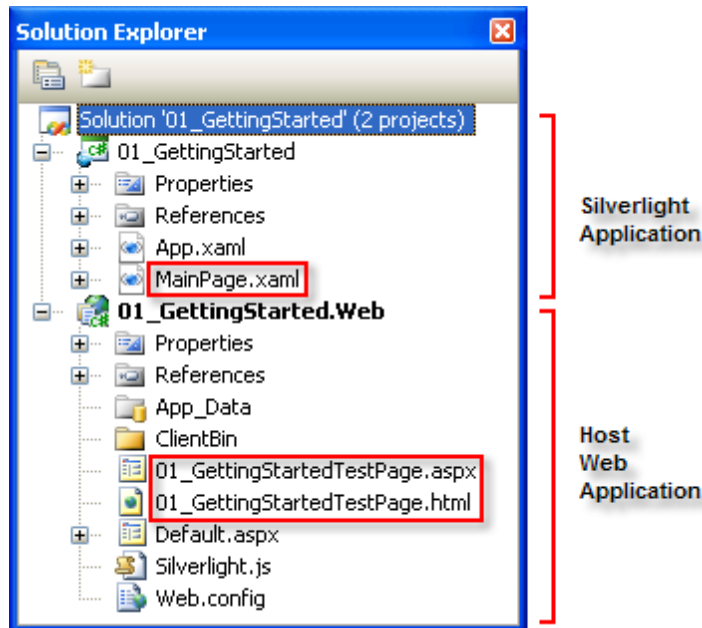 Solution Explorer
Solution '01_GettingStarted' (2 projects)
C# 01_GettingStarted
Properties
References
App.xaml
MainPage.xaml
C# 01_GettingStarted.Web
Properties
References
App_Data
ClientBin
01_GettingStartedTestPage.aspx
01_GettingStartedTestPage.html
Default.aspx
Silverlight.js
Web.config
Silverlight
Application
Host
Web
Application